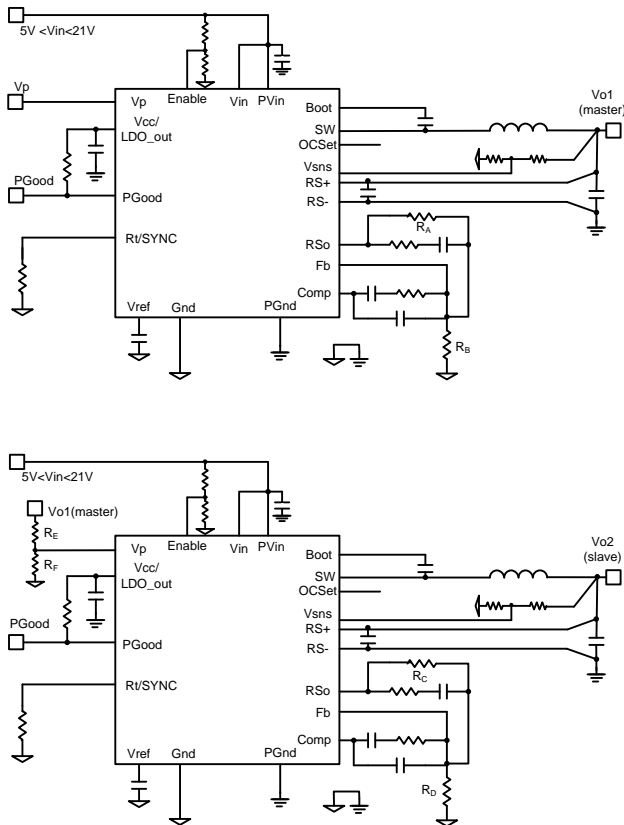 5V <Vin<21V
Vp
Vp
Enable
Vin
PVin
Boot
Vcc/
LDO_out
SW
OCSet
Vo1
(master)
Vsns
RS+
RS-
PGood
PGood
Rt/SYNC
RSo
RA
Fb
Comp
Vref
Gnd
PGnd
RB
5V<Vin<21V
Vo1(master)
RE
RF
Vp
Enable
Vin
PVin
Boot
Vcc/
LDO_out
SW
OCSet
Vo2
(slave)
Vsns
RS+
RS-
PGood
PGood
Rt/SYNC
RSo
RC
Fb
Comp
Vref
Gnd
PGnd
RD